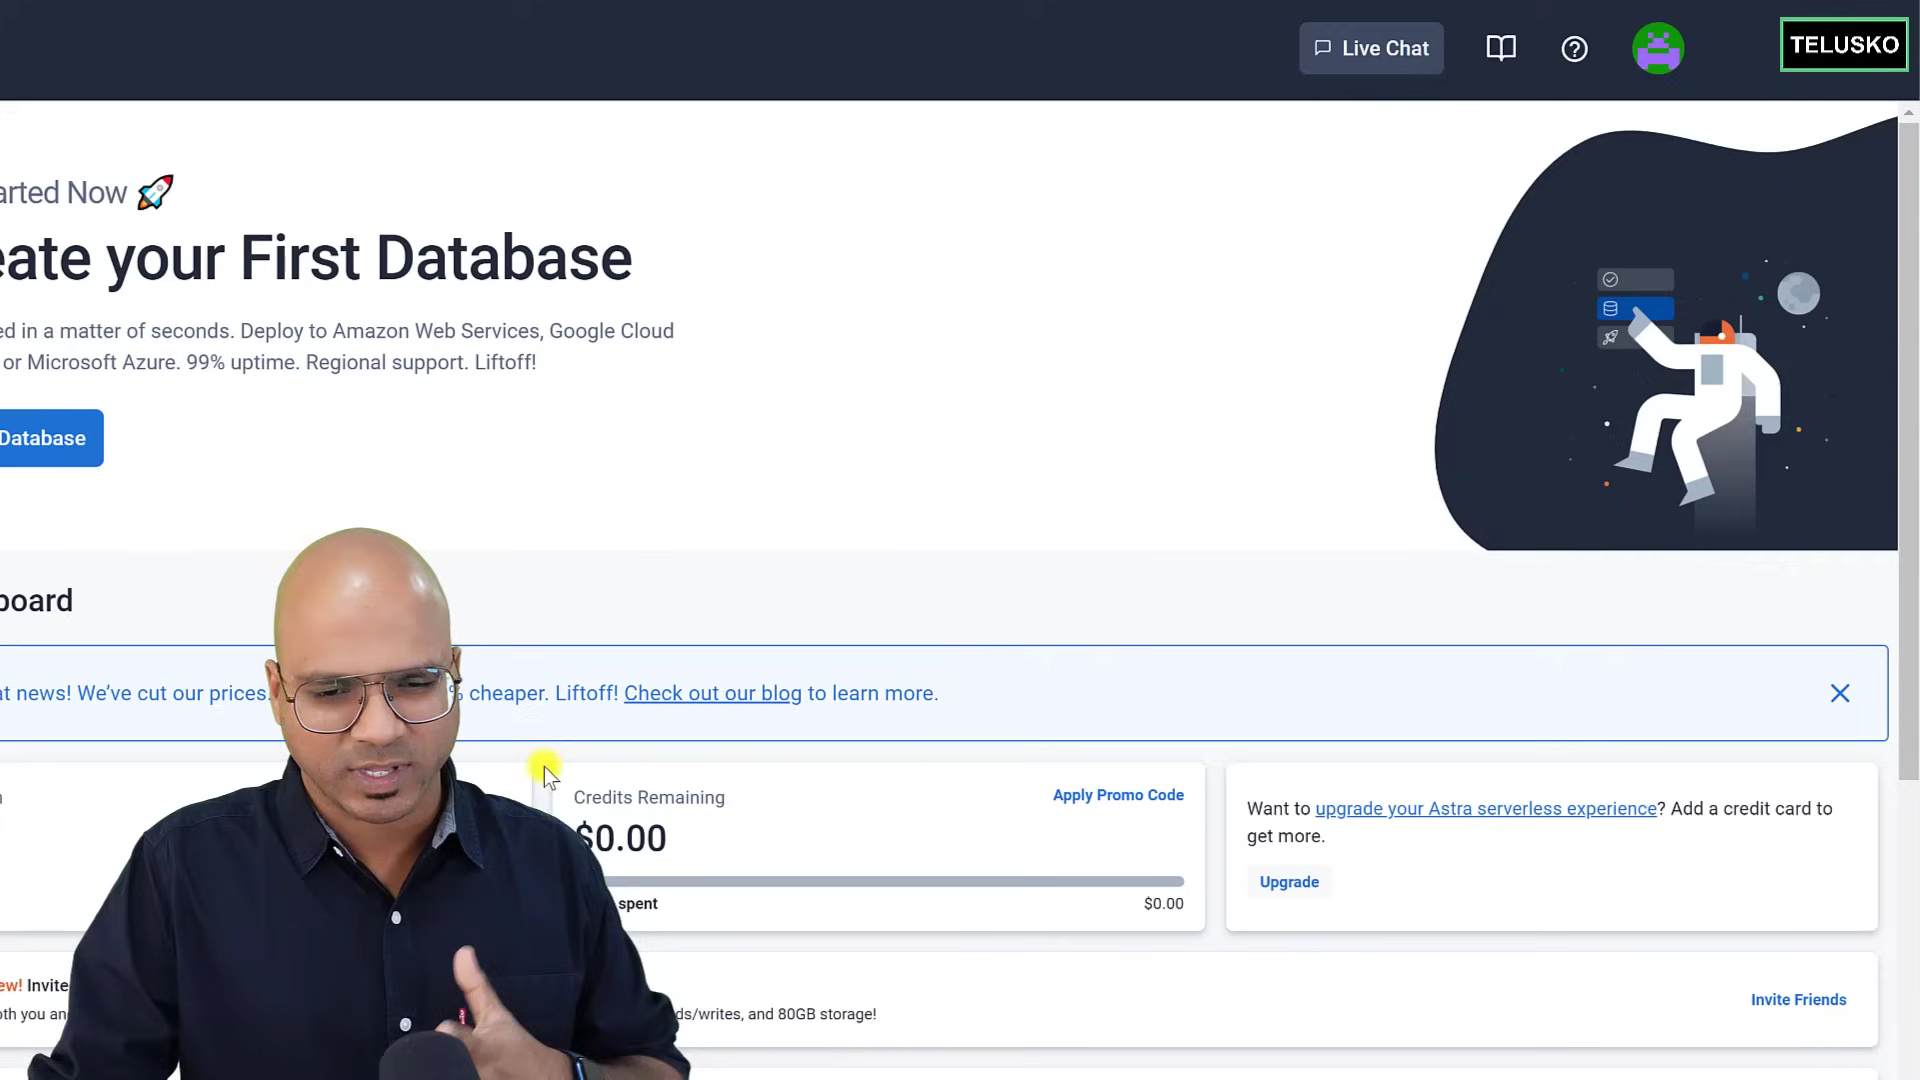 Live Chat
TELUSKO
arted Now
eate your First Database
ed in a matter of seconds. Deploy to Amazon Web Services, Google Cloud
or Microsoft Azure. 99% uptime. Regional support. Liftoff!
Database
board
at news! We've cut our prices. % cheaper. Liftoff! Check out our blog to learn more.
Credits Remaining
Apply Promo Code
$0.00
spent
$0.00
Want to upgrade your Astra serverless experience? Add a credit card to
get more.
Upgrade
ew! Invite
oth you an
ds/writes, and 80GB storage!
Invite Friends